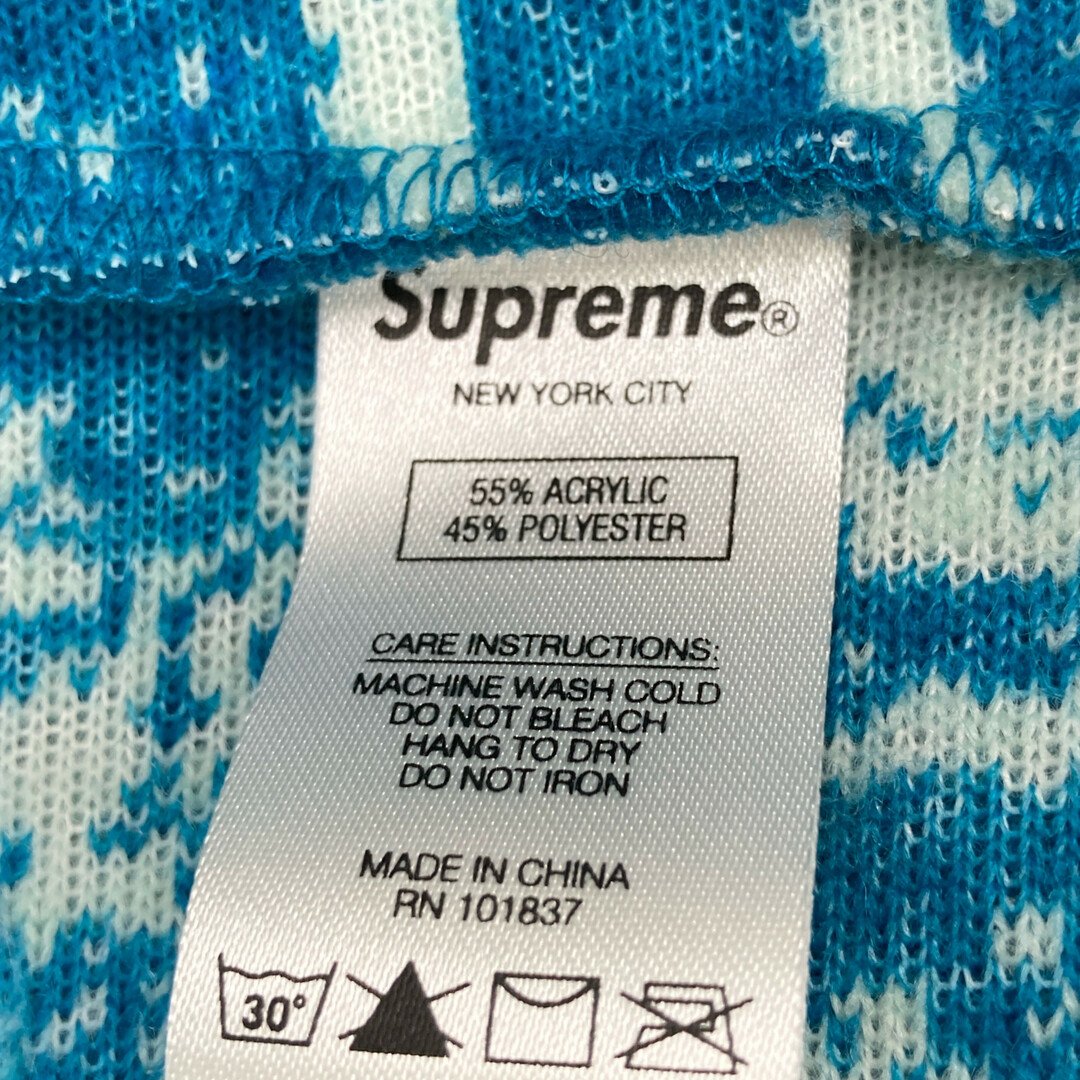 Supreme®
NEW YORK CITY
55% ACRYLIC
45% POLYESTER
CARE INSTRUCTIONS:
MACHINE WASH COLD
DO NOT BLEACH
HANG TO DRY
DO NOT IRON
MADE IN CHINA
RN 101837
30°